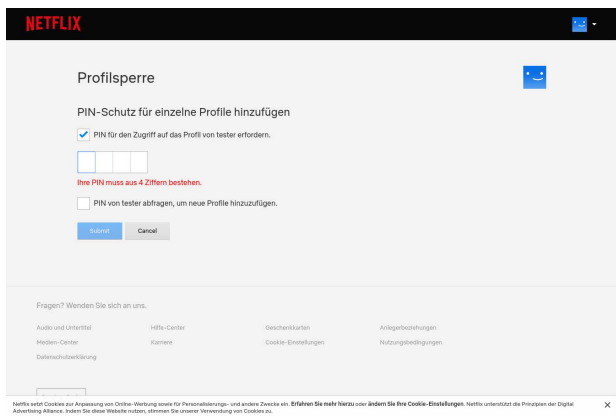 NETFLIX
Profilsperre
PIN-Schutz für einzelne Profile hinzufügen
PIN für den Zugriff auf das Profil von tester erfordern.
Ihre PIN muss aus 4 Ziffern bestehen.
PIN von tester abfragen, um neue Profile hinzuzufügen.
Submit Cancel
Fragen? Wenden Sie sich an uns.
Audio und Untertitel Hilfe-Center Geschenkkarten Anlegerbeziehungen
Medien-Center Karriere Cookie-Einstellungen Nutzungsbedingungen
Datenschutzerklärung
Netflix setzt Cookies zur Anpassung von Online-Werbung sowie für Personalisierungs- und andere Zwecke ein. Erfahren Sie mehr hierzu oder ändern Sie Ihre Cookie-Einstellungen. Netflix unterstützt die Prinzipien der Digital
Advertising Alliance. Indem Sie diese Website nutzen, stimmen Sie unserer Verwendung von Cookies zu.